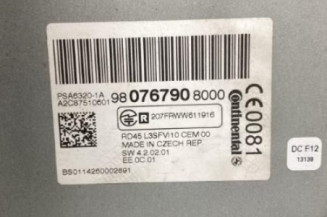 PSA6320-1A
A2C87510601
98 076790 8000
R 207FRWW611916
RD45 L3SFVI10 CEM 00
MADE IN CZECH REP.
SW 4.2.02.01
EE.0C.01
BS0114260002691
Continental
CE0081
DC F12
13139